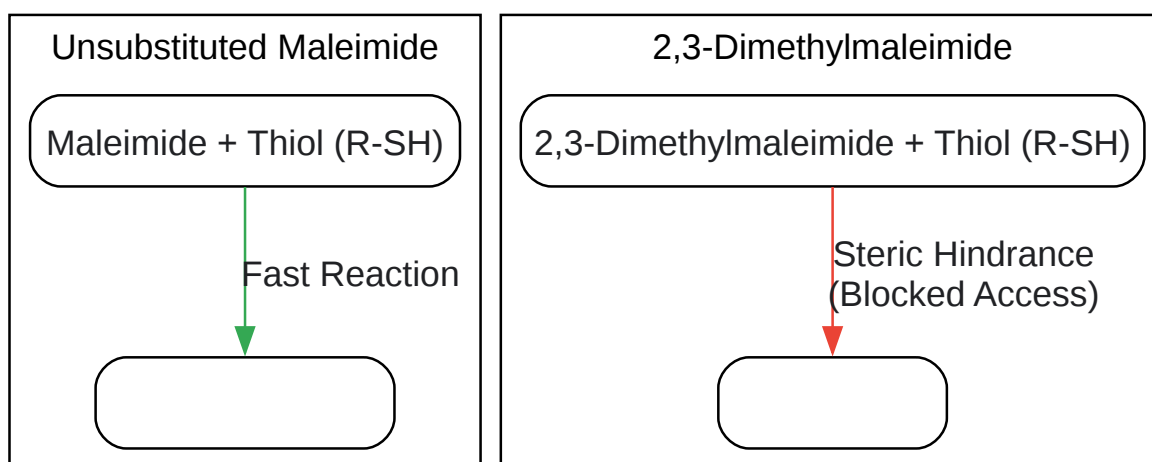 Unsubstituted Maleimide
Maleimide + Thiol (R-SH)
Fast Reaction
2,3-Dimethylmaleimide
2,3-Dimethylmaleimide + Thiol (R-SH)
Steric Hindrance
(Blocked Access)